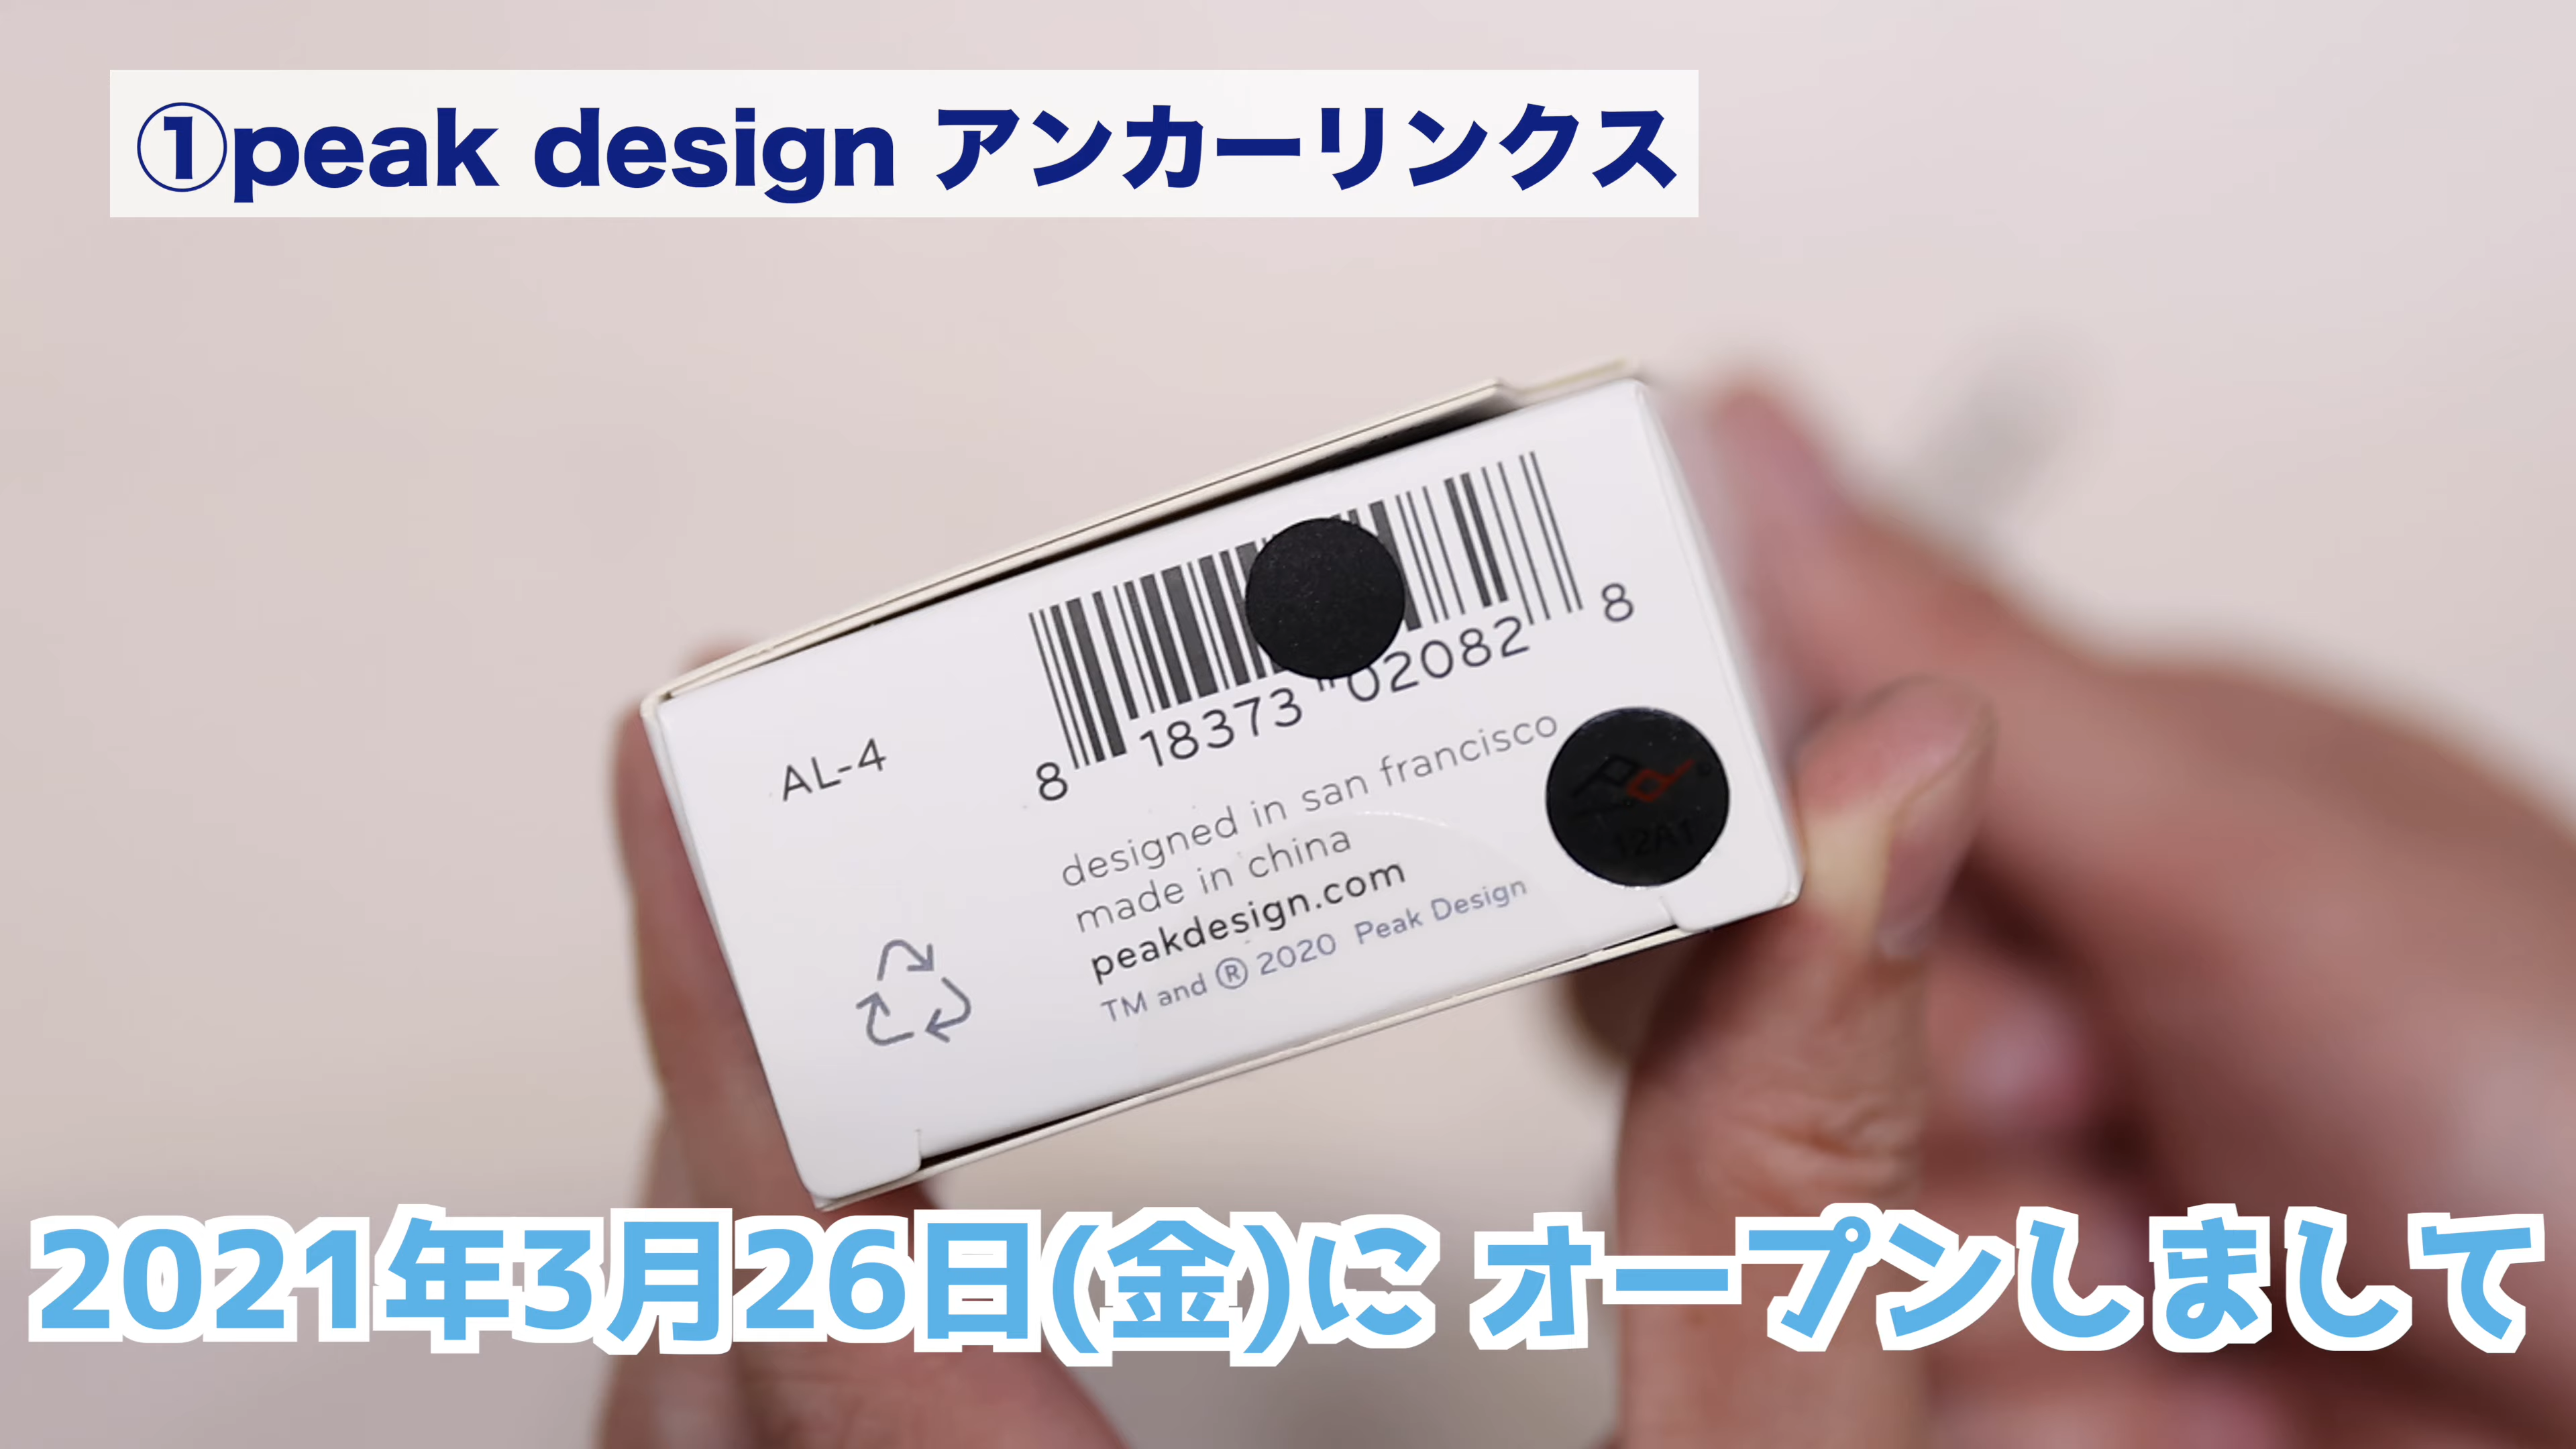 ①peak design アンカーリンクス
AL-4
8 18373 02082 8
designed in san francisco
made in china
peakdesign.com
TM and ® 2020 Peak Design
12A1
2021年3月26日(金)に オープンしまして